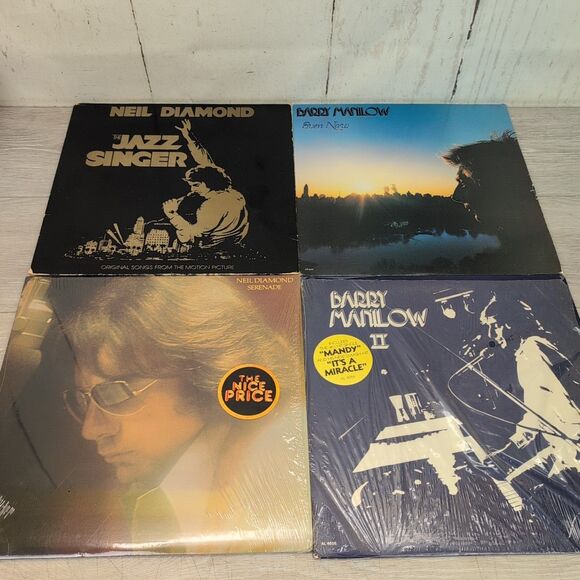 NEIL DIAMOND
THE
JAZZ
SINGER
ORIGINAL SONGS FROM THE MOTION PICTURE
BARRY MANILOW
Even Now
NEIL DIAMOND
SERENADE
THE
NICE
PRICE
BARRY
MANILOW
II
INCLUDES
"MANDY"
"IT'S A
MIRACLE"